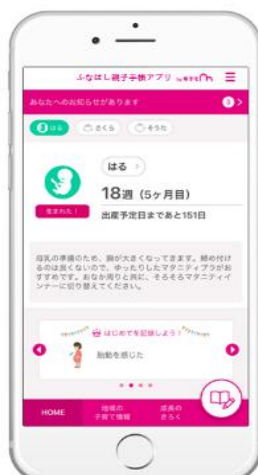 ふなばし親子手帳アプリ by母子モ
あなたへのお知らせがあります 3
はる さくら そうた
はる
18週 (5ヶ月目)
生まれた！
出産予定日まであと151日
母乳の準備のため、胸が大きくなってきます。締め付け
るのは良くないので、ゆったりしたマタニティブラがお
すすめです。おなか周りと共に、そろそろマタニティイ
ンナーに切り替えてください。
はじめてを記録しよう！
胎動を感じた
HOME 地域の 成長の
子育て情報 きろく